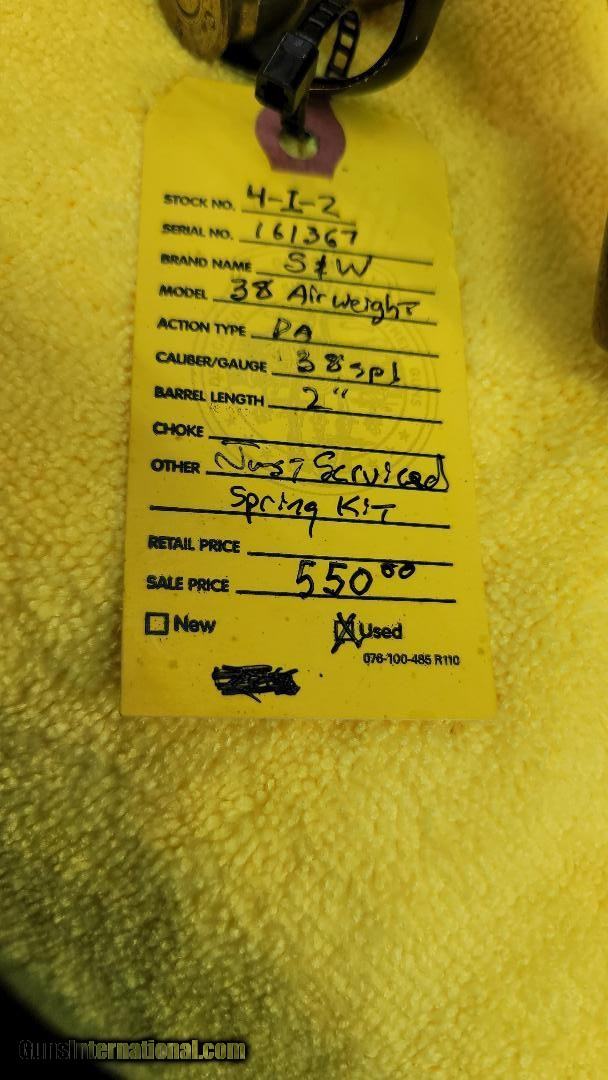 STOCK NO. 4-I-2
SERIAL NO. 161367
BRAND NAME S&W
MODEL 38 Airweight
ACTION TYPE DA
CALIBER/GAUGE 38 spl
BARREL LENGTH 2"
CHOKE
OTHER Just Serviced
Spring Kit
RETAIL PRICE
SALE PRICE 550.00
New Used
076-100-485 R110
GunsInternational.com